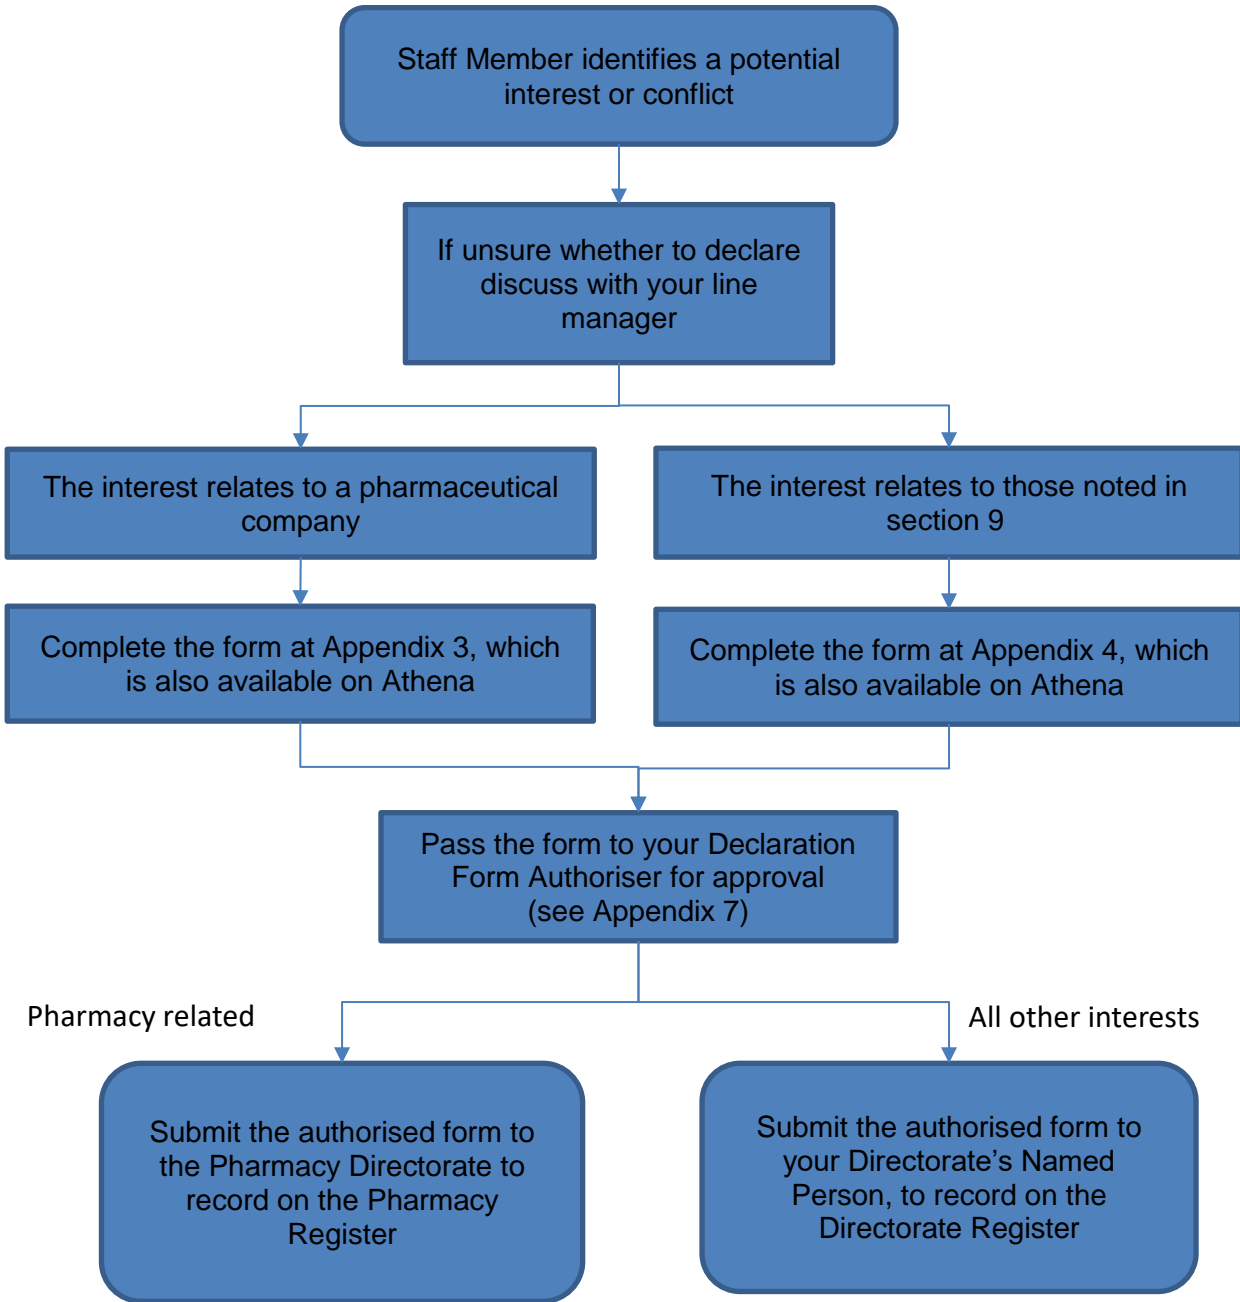 Staff Member identifies a potential
interest or conflict
If unsure whether to declare
discuss with your line
manager
The interest relates to a pharmaceutical
company
The interest relates to those noted in
section 9
Complete the form at Appendix 3, which
is also available on Athena
Complete the form at Appendix 4, which
is also available on Athena
Pass the form to your Declaration
Form Authoriser for approval
(see Appendix 7)
Pharmacy related
All other interests
Submit the authorised form to
the Pharmacy Directorate to
record on the Pharmacy
Register
Submit the authorised form to
your Directorate’s Named
Person, to record on the
Directorate Register